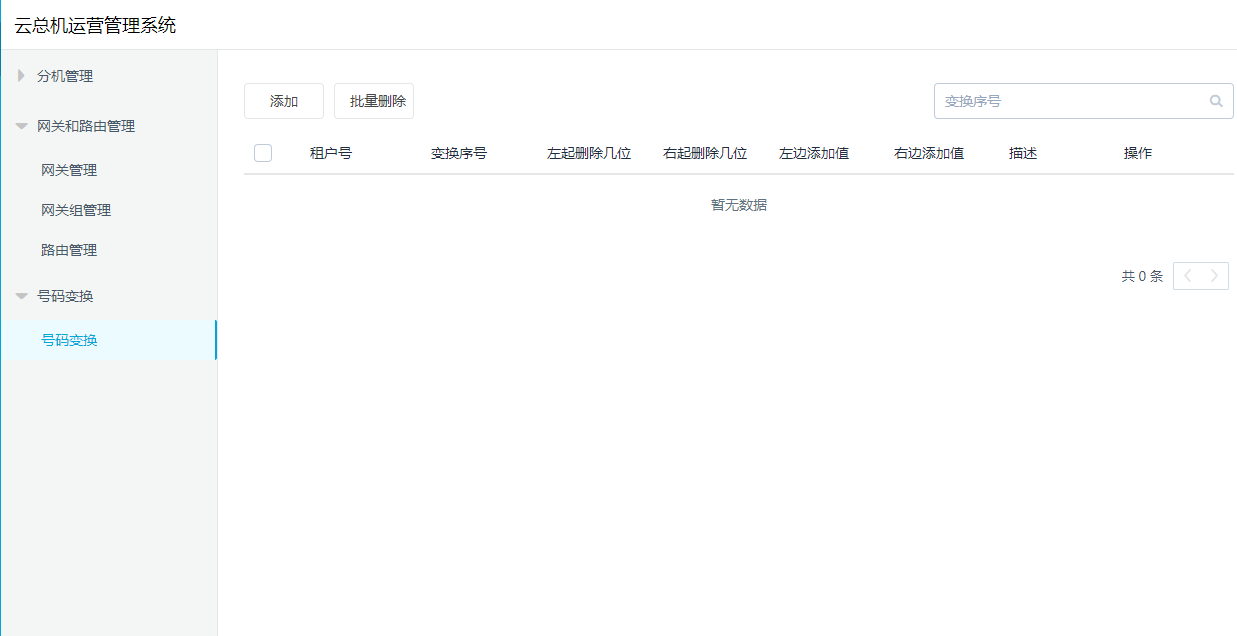 云总机运营管理系统
分机管理
网关和路由管理
网关管理
网关组管理
路由管理
号码变换
号码变换
添加 批量删除 变换序号
租户号 变换序号 左起删除几位 右起删除几位 左边添加值 右边添加值 描述 操作
暂无数据
共 0 条